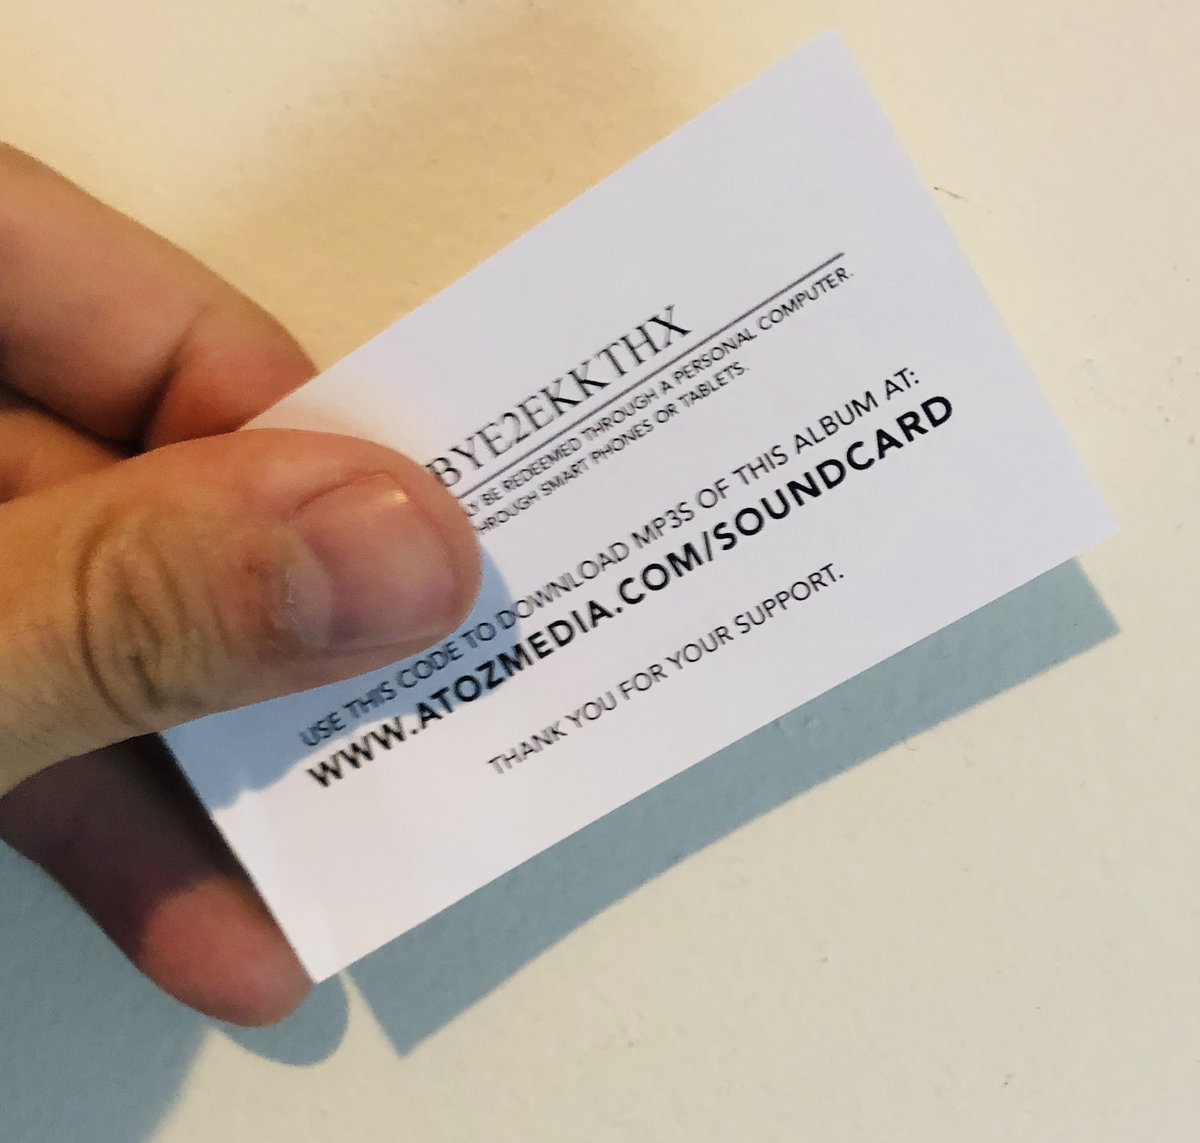 BYE2EKKTHX
BE REDEEMED THROUGH A PERSONAL COMPUTER.
THROUGH SMART PHONES OR TABLETS.
USE THIS CODE TO DOWNLOAD MP3S OF THIS ALBUM AT:
WWW.ATOZMEDIA.COM/SOUNDCARD
THANK YOU FOR YOUR SUPPORT.